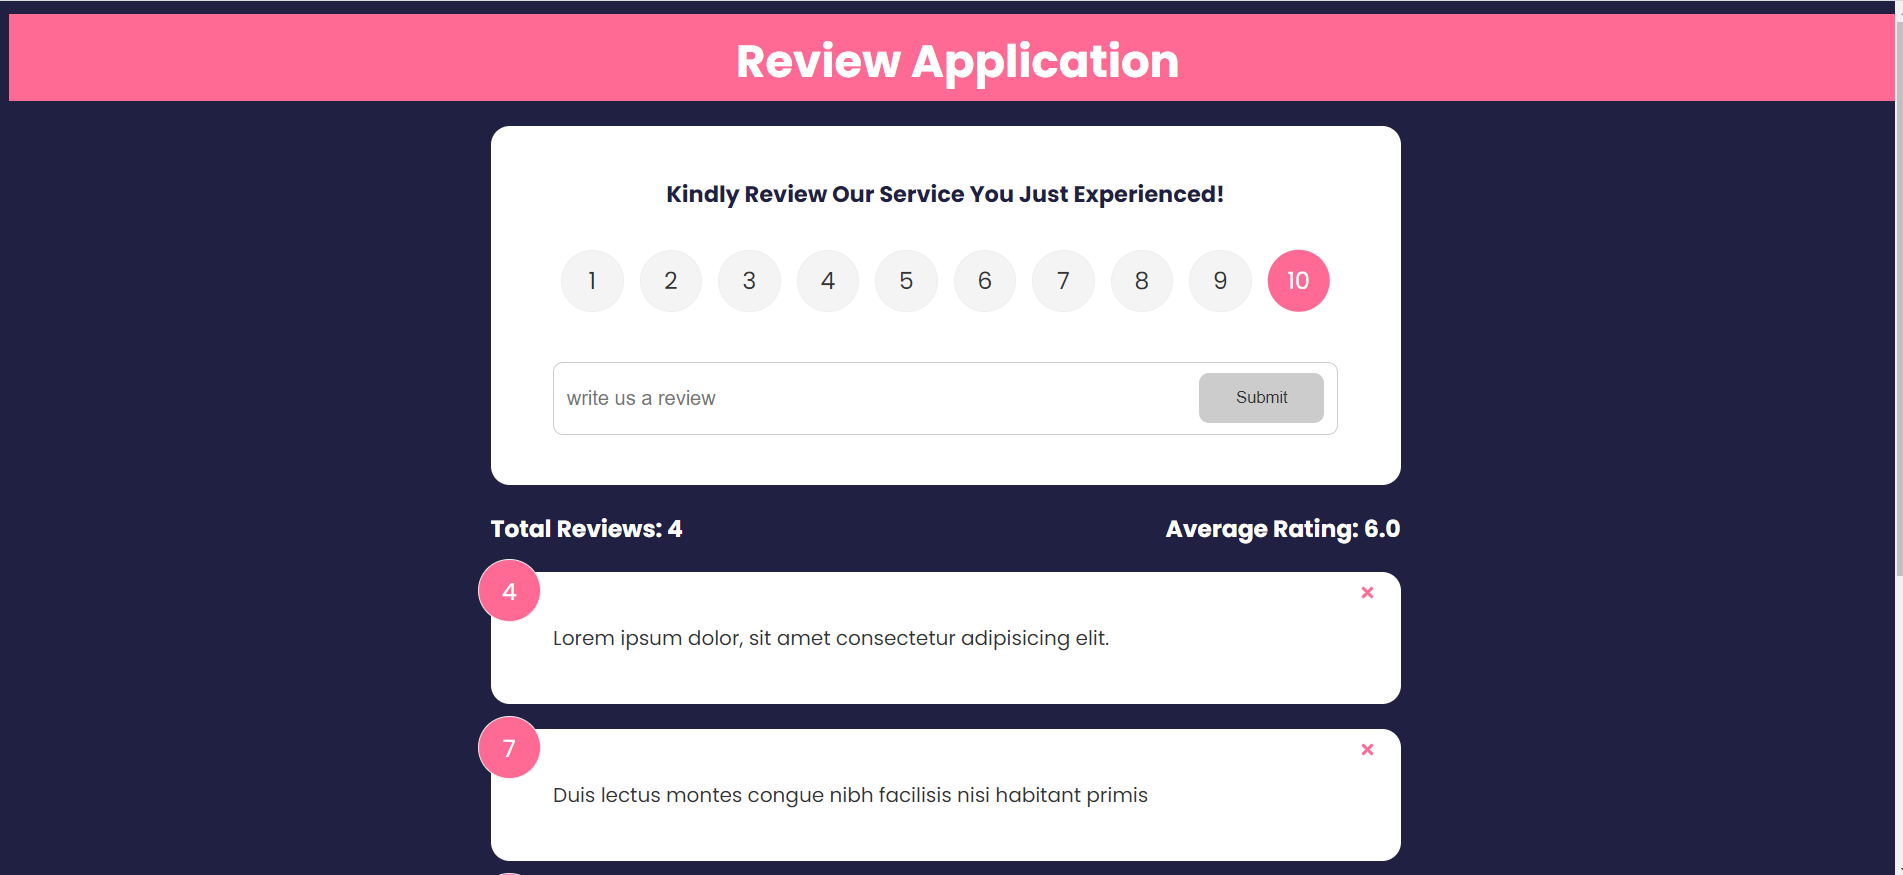 Review Application
Kindly Review Our Service You Just Experienced!
1 2 3 4 5 6 7 8 9 10
write us a review Submit
Total Reviews: 4 Average Rating: 6.0
4
Lorem ipsum dolor, sit amet consectetur adipisicing elit.
7
Duis lectus montes congue nibh facilisis nisi habitant primis